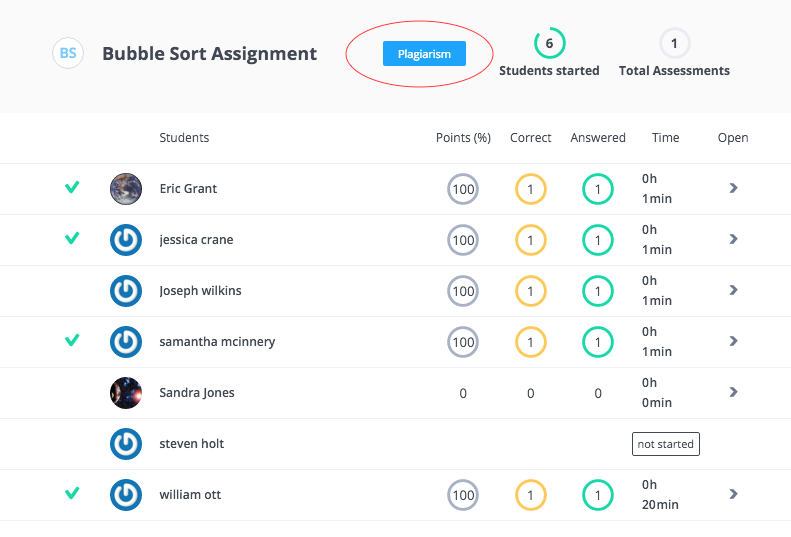 BS Bubble Sort Assignment Plagiarism 6 1
Students started Total Assessments
Students Points (%) Correct Answered Time Open
Eric Grant 100 1 1 0h
1min
jessica crane 100 1 1 0h
1min
Joseph wilkins 100 1 1 0h
1min
samantha mcinnery 100 1 1 0h
1min
Sandra Jones 0 0 0 0h
0min
steven holt not started
william ott 100 1 1 0h
20min